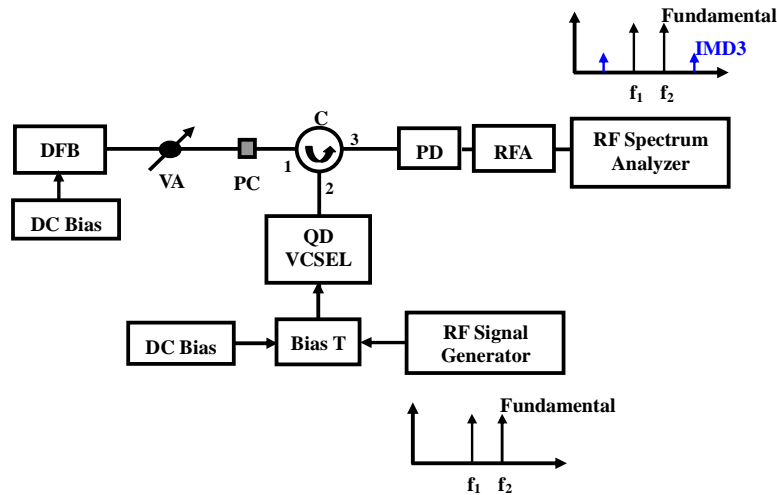 Fundamental
IMD3
f1 f2
C
DFB
VA
PC
1
3
2
PD
RFA
RF Spectrum
Analyzer
DC Bias
QD
VCSEL
DC Bias
Bias T
RF Signal
Generator
Fundamental
f1 f2